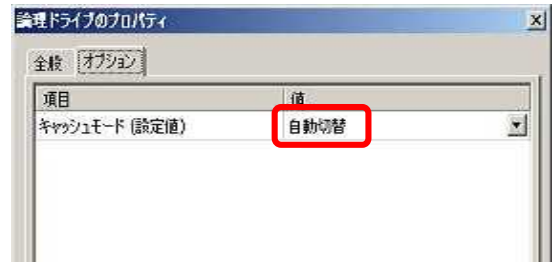 論理ドライブのプロパティ
全般 オプション
項目 値
キャッシュモード (設定値) 自動切替